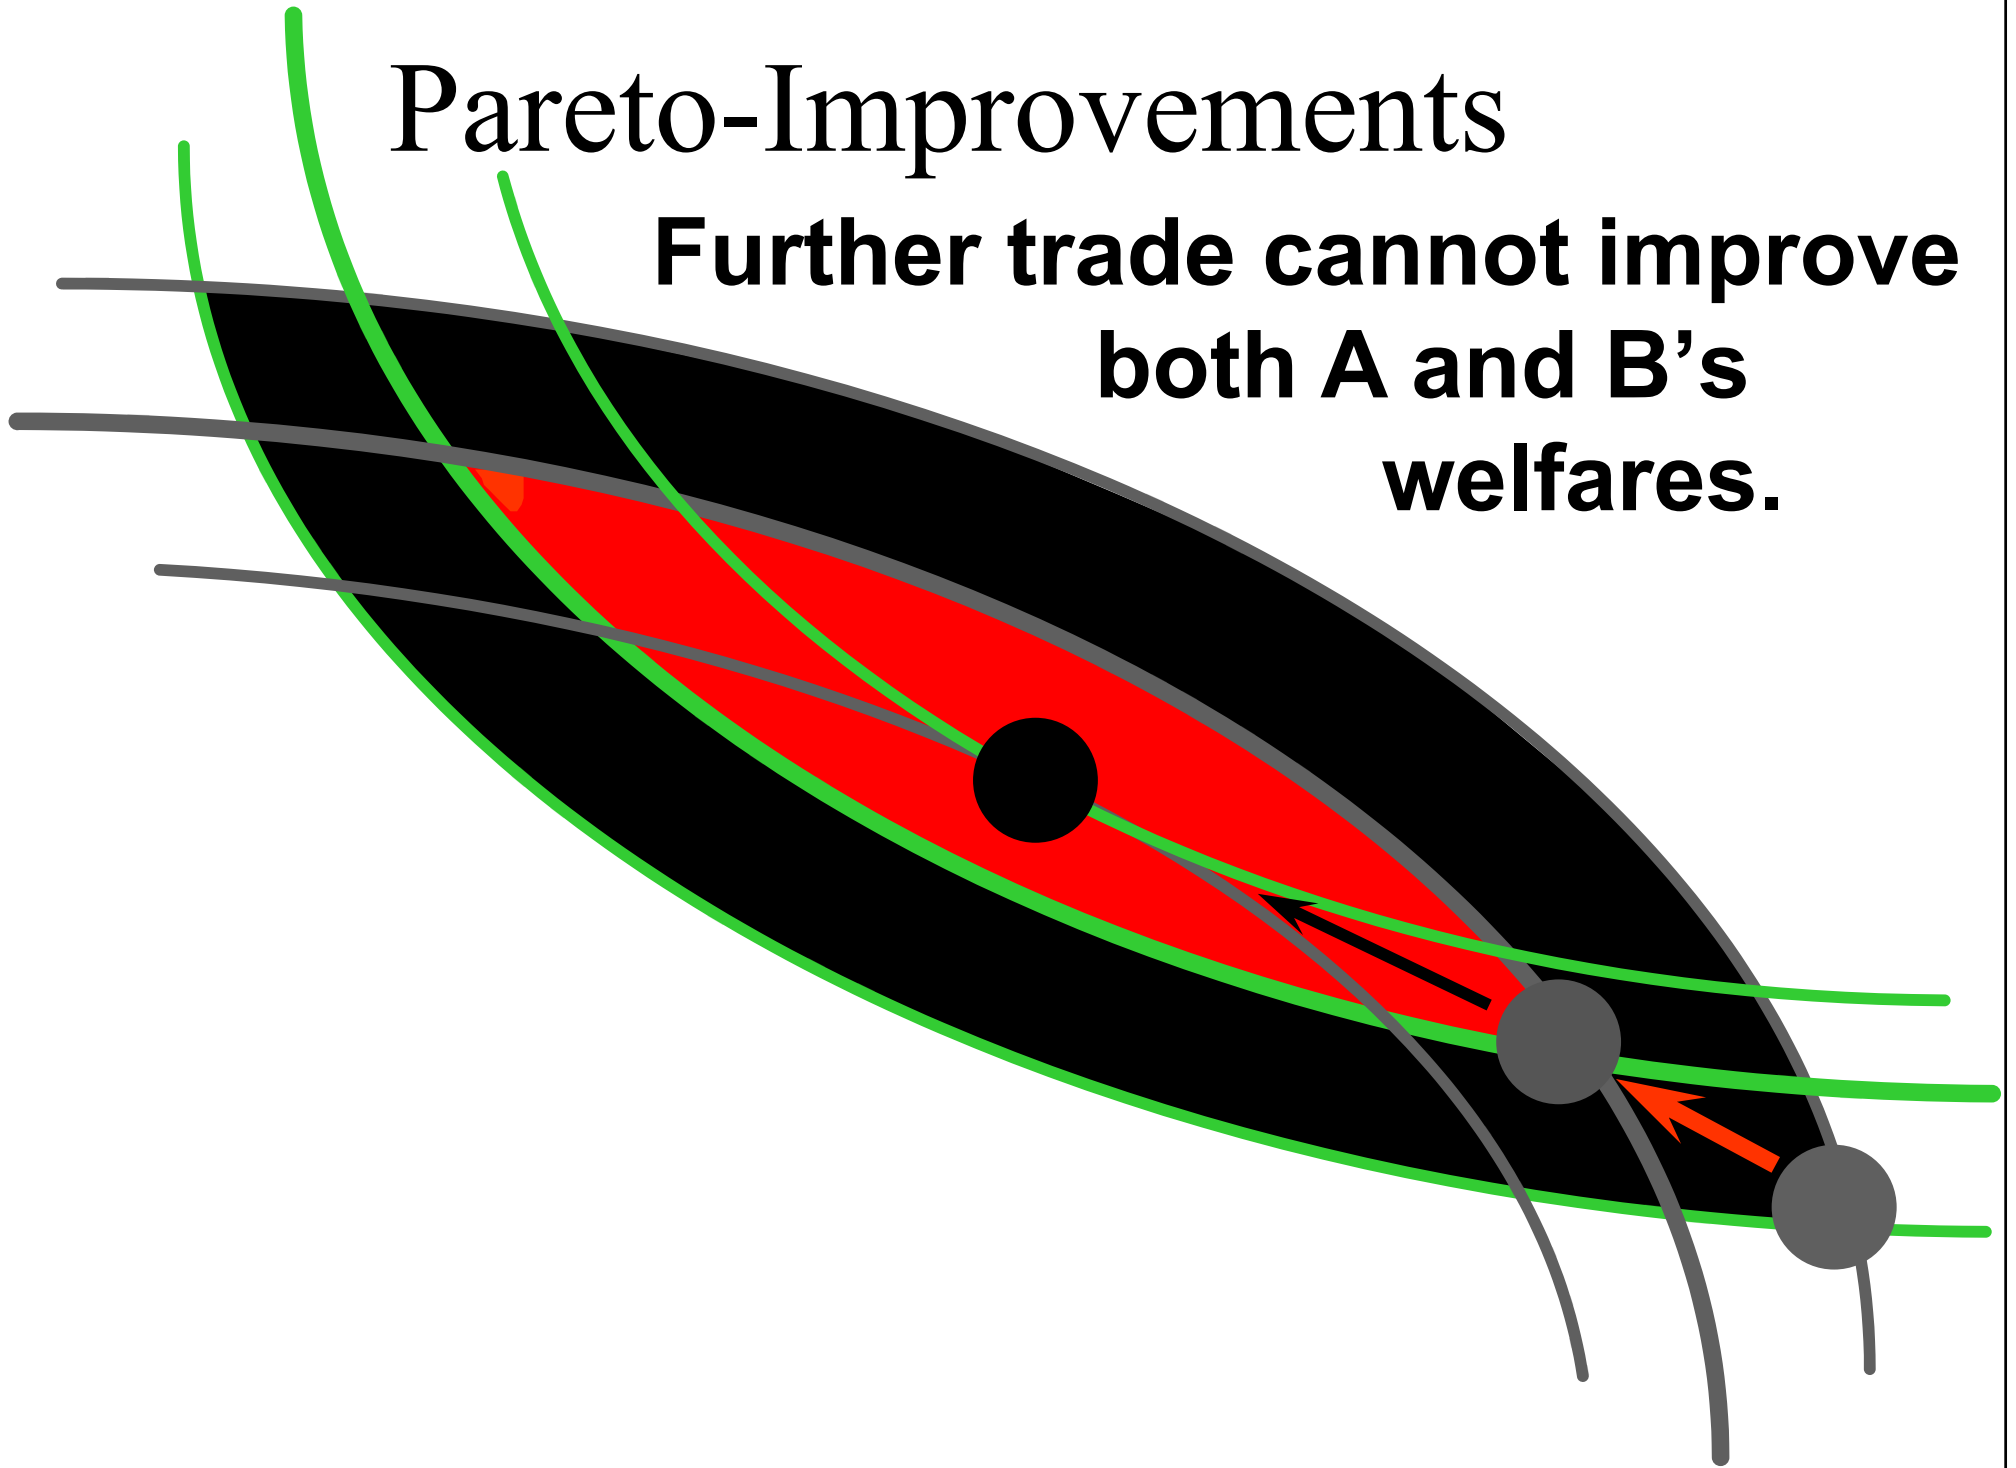 Pareto-Improvements
Further trade cannot improve
both A and B’s
welfares.